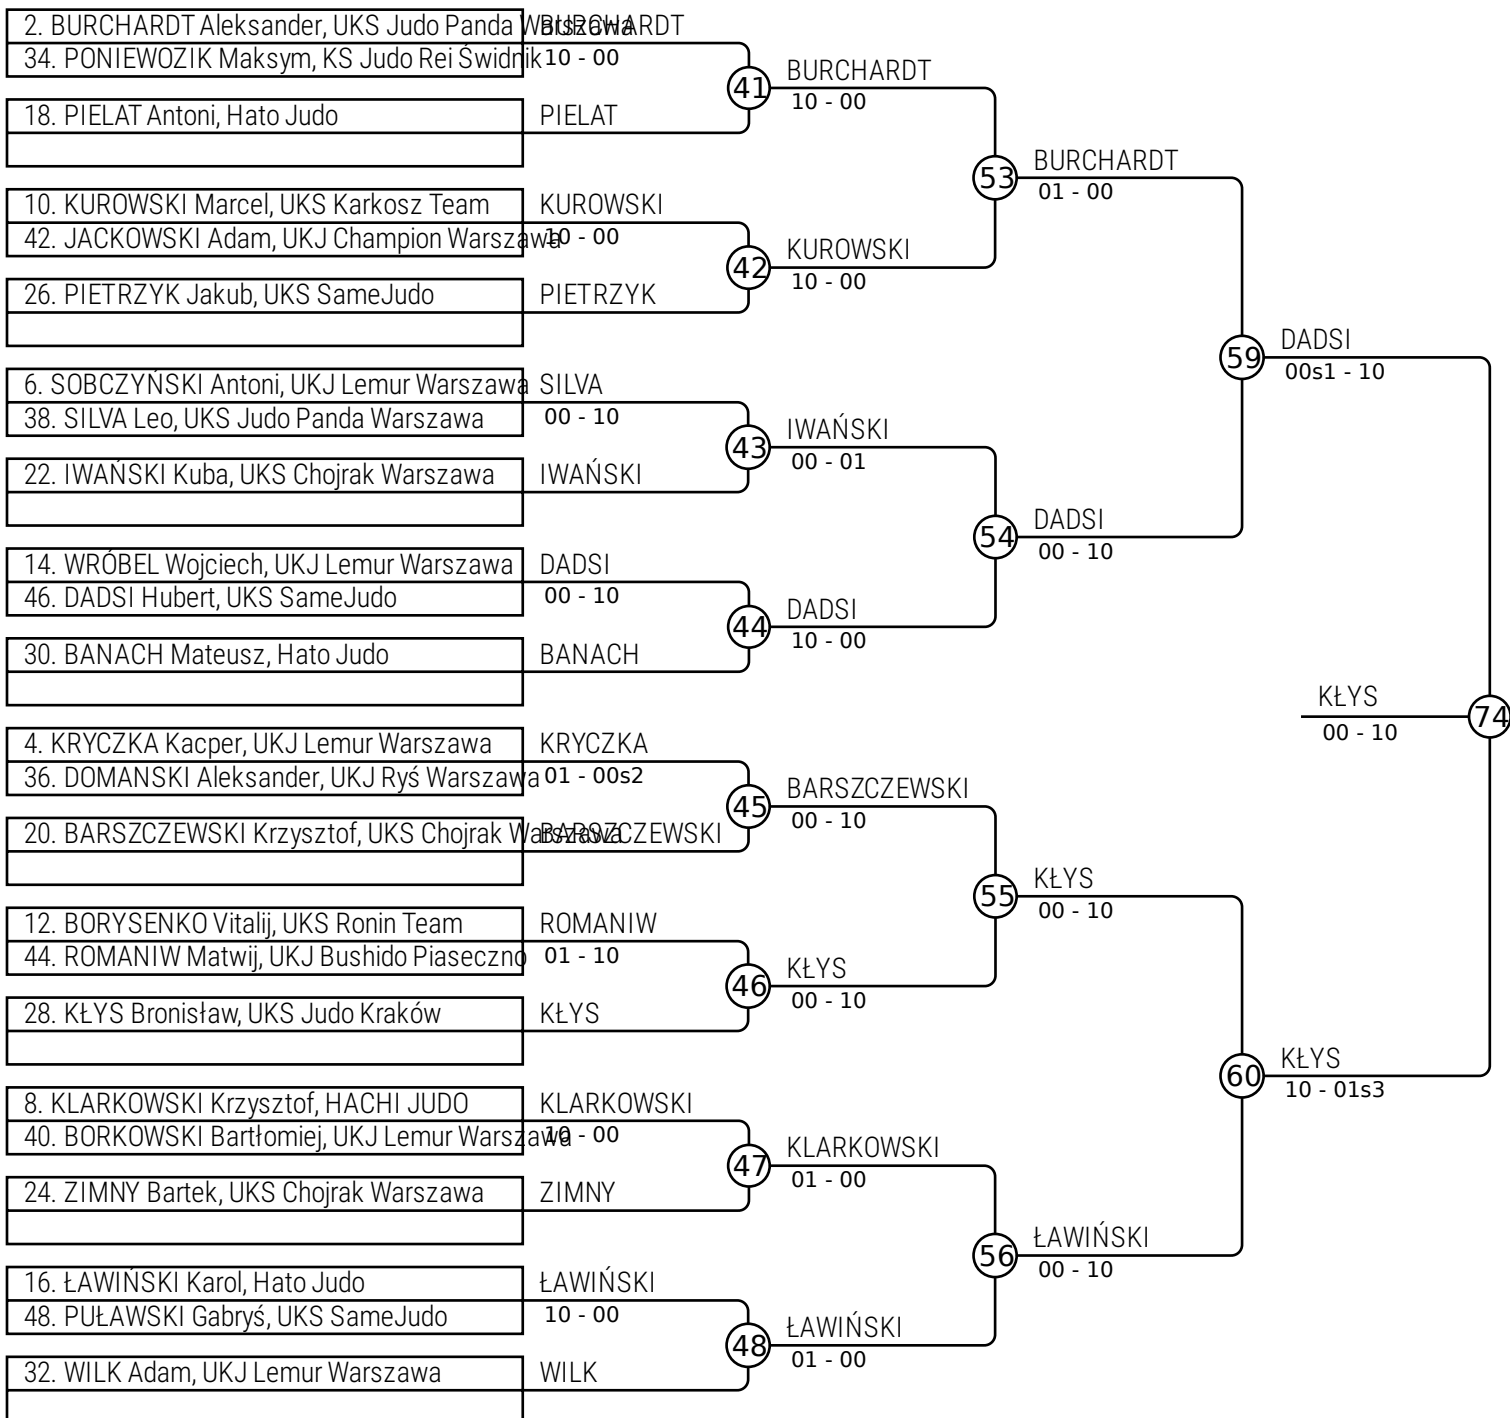 2. BURCHARDT Aleksander, UKS Judo Panda Warszawa
BURCHARDT
34. PONIEWOZIK Maksym, KS Judo Rei Świdnik
10 - 00
41
BURCHARDT
10 - 00
18. PIELAT Antoni, Hato Judo
PIELAT
53
BURCHARDT
01 - 00
10. KUROWSKI Marcel, UKS Karkosz Team
KUROWSKI
42. JACKOWSKI Adam, UKJ Champion Warszawa
10 - 00
42
KUROWSKI
10 - 00
26. PIETRZYK Jakub, UKS SameJudo
PIETRZYK
59
DADSI
00s1 - 10
6. SOBCZYŃSKI Antoni, UKJ Lemur Warszawa
SILVA
38. SILVA Leo, UKS Judo Panda Warszawa
00 - 10
43
IWAŃSKI
00 - 01
22. IWAŃSKI Kuba, UKS Chojrak Warszawa
IWAŃSKI
54
DADSI
00 - 10
14. WRÓBEL Wojciech, UKJ Lemur Warszawa
DADSI
46. DADSI Hubert, UKS SameJudo
00 - 10
44
DADSI
10 - 00
30. BANACH Mateusz, Hato Judo
BANACH
KŁYS
00 - 10
74
4. KRYCZKA Kacper, UKJ Lemur Warszawa
KRYCZKA
36. DOMANSKI Aleksander, UKJ Ryś Warszawa
01 - 00s2
45
BARSZCZEWSKI
00 - 10
20. BARSZCZEWSKI Krzysztof, UKS Chojrak Warszawa
BARSZCZEWSKI
55
KŁYS
00 - 10
12. BORYSENKO Vitalij, UKS Ronin Team
ROMANIW
44. ROMANIW Matwij, UKJ Bushido Piaseczno
01 - 10
46
KŁYS
00 - 10
28. KŁYS Bronisław, UKS Judo Kraków
KŁYS
60
KŁYS
10 - 01s3
8. KLARKOWSKI Krzysztof, HACHI JUDO
KLARKOWSKI
40. BORKOWSKI Bartłomiej, UKJ Lemur Warszawa
10 - 00
47
KLARKOWSKI
01 - 00
24. ZIMNY Bartek, UKS Chojrak Warszawa
ZIMNY
56
ŁAWIŃSKI
00 - 10
16. ŁAWIŃSKI Karol, Hato Judo
ŁAWIŃSKI
48. PUŁAWSKI Gabryś, UKS SameJudo
10 - 00
48
ŁAWIŃSKI
01 - 00
32. WILK Adam, UKJ Lemur Warszawa
WILK